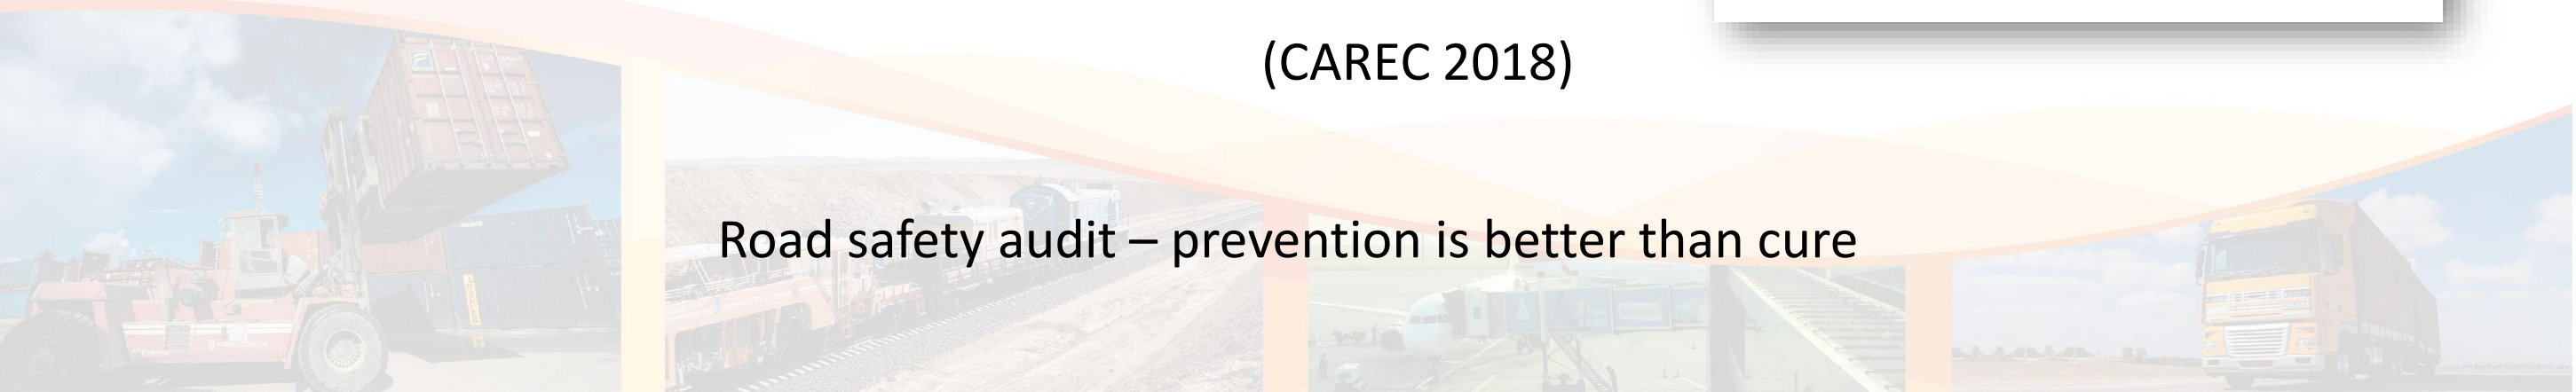 (CAREC 2018)
Road safety audit – prevention is better than cure